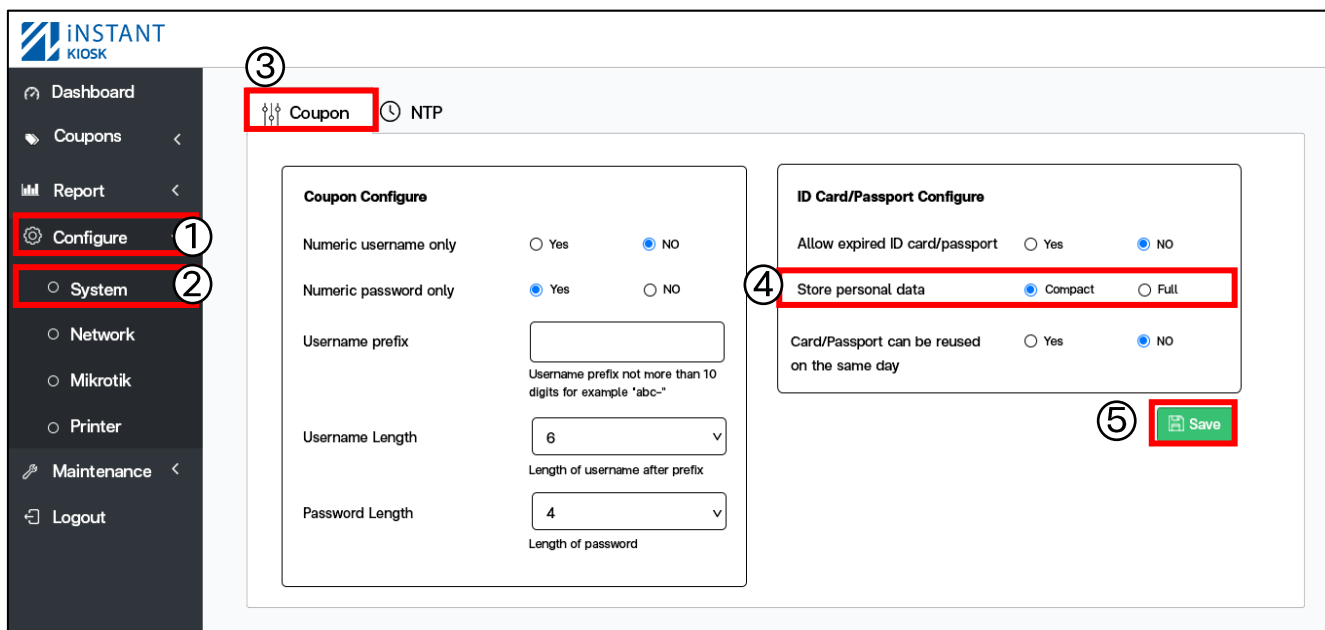 iNSTANT
KIOSK
Dashboard
Coupons
Report
Configure
①
System
②
Network
Mikrotik
Printer
Maintenance
Logout
③
Coupon
NTP
Coupon Configure
Numeric username only Yes NO
Numeric password only Yes NO
Username prefix
Username prefix not more than 10
digits for example "abc-"
Username Length 6
Length of username after prefix
Password Length 4
Length of password
ID Card/Passport Configure
Allow expired ID card/passport Yes NO
④ Store personal data Compact Full
Card/Passport can be reused Yes NO
on the same day
⑤ Save